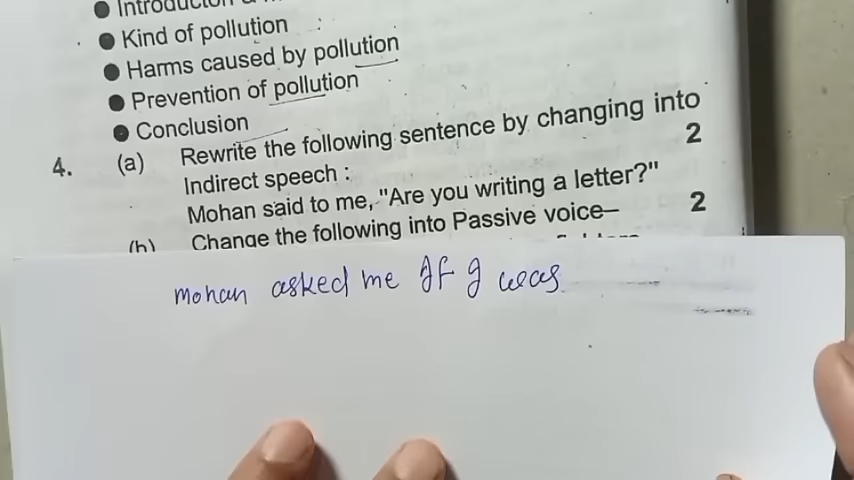 Introduction
Kind of pollution
Harms caused by pollution
Prevention of pollution
Conclusion
4. (a) Rewrite the following sentence by changing into
Indirect speech : 2
Mohan said to me, "Are you writing a letter?"
(b) Change the following into Passive voice— 2
mohan asked me If I was